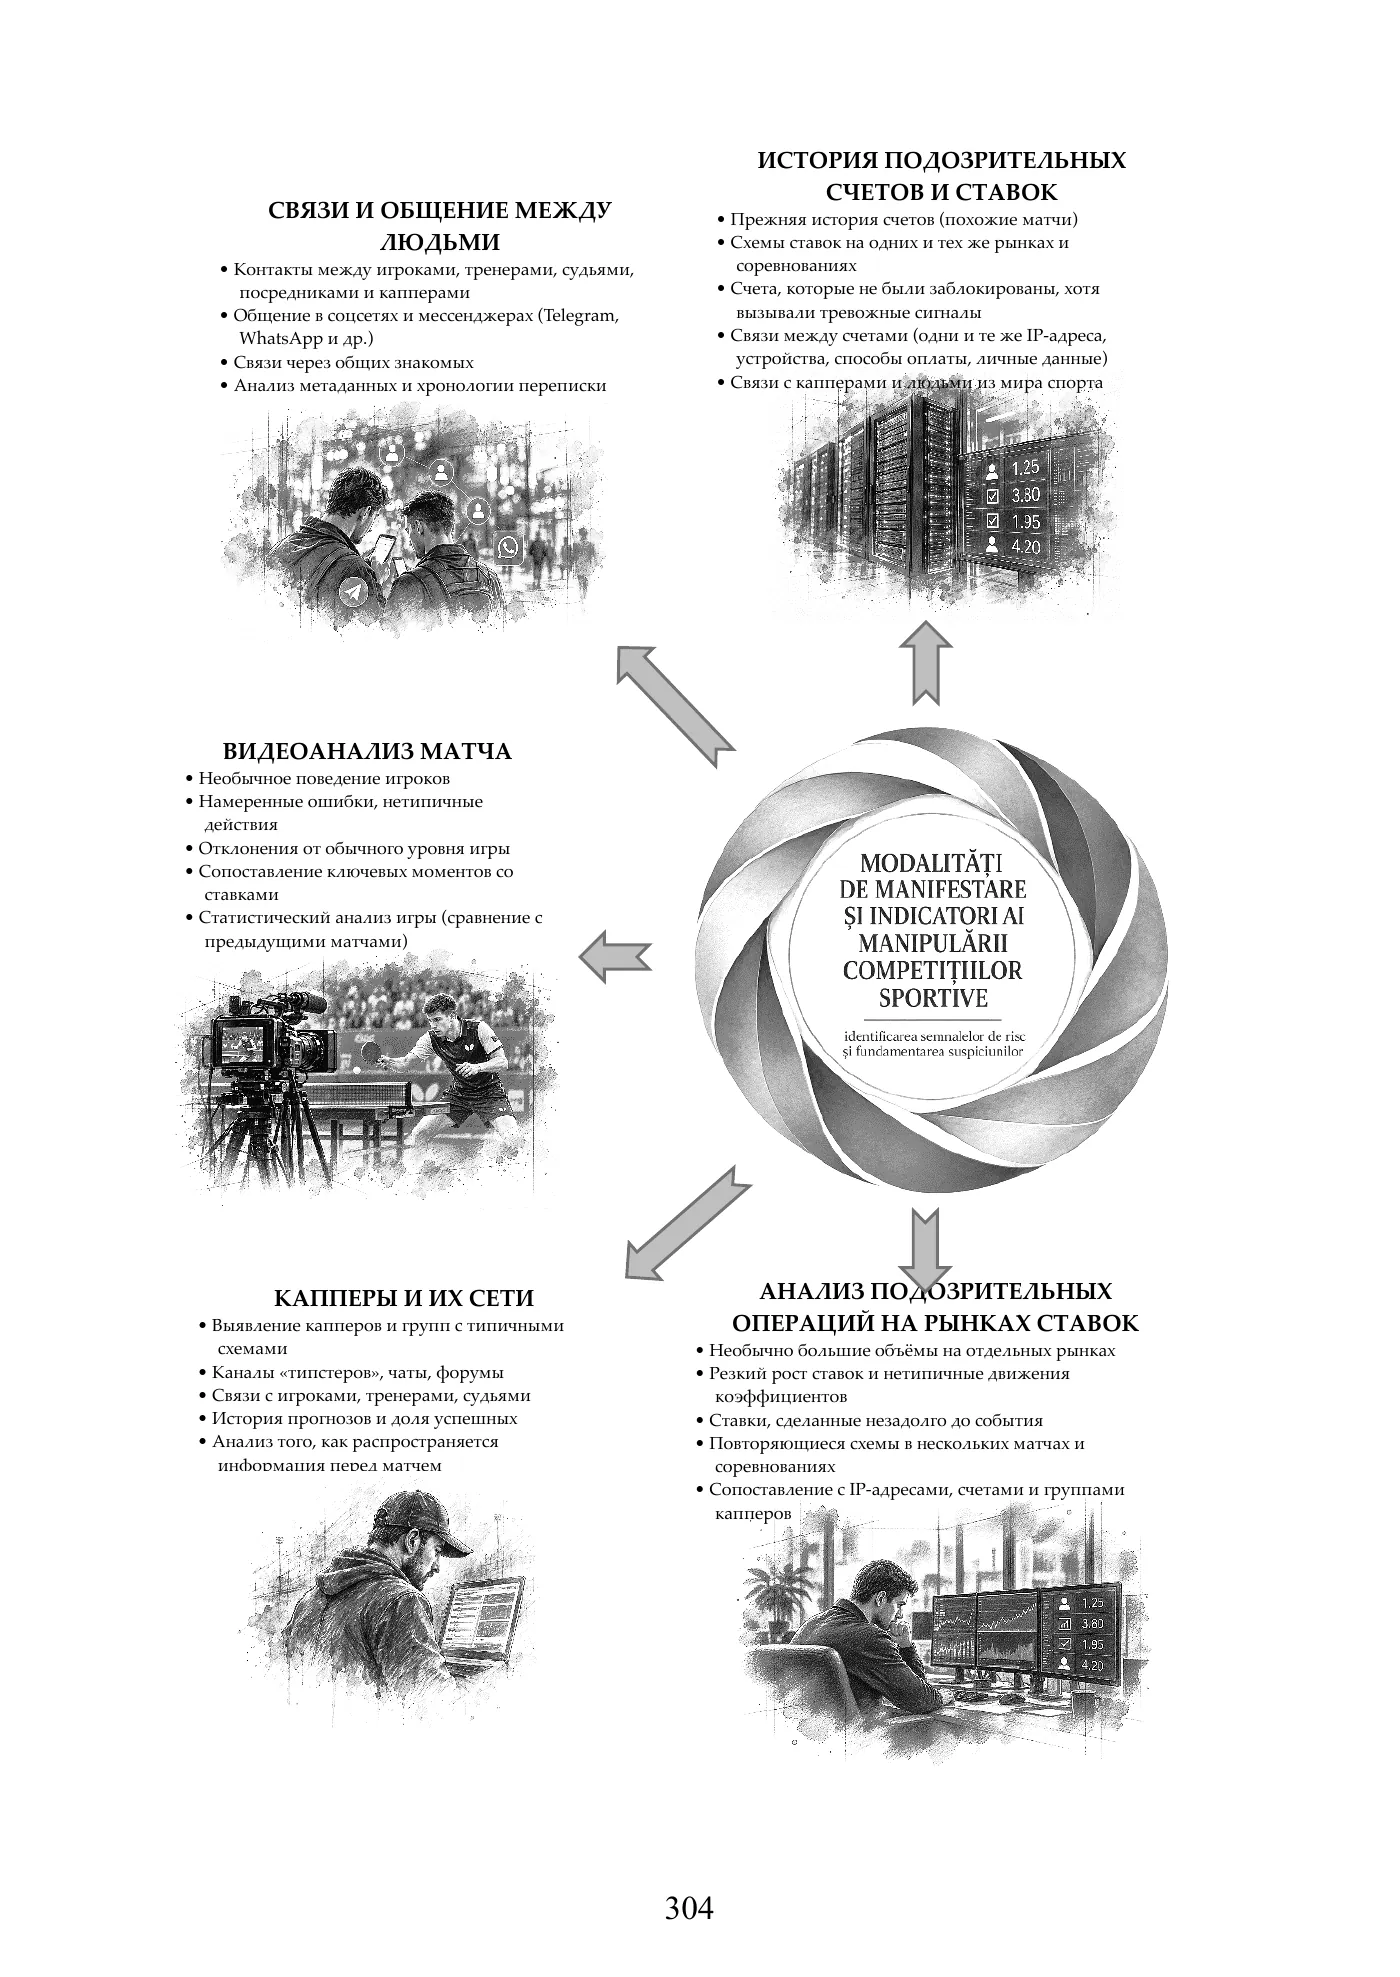 СВЯЗИ И ОБЩЕНИЕ МЕЖДУ
ЛЮДЬМИ
• Контакты между игроками, тренерами, судьями,
посредниками и капперами
• Общение в соцсетях и мессенджерах (Telegram,
WhatsApp и др.)
• Связи через общих знакомых
• Анализ метаданных и хронологии переписки
ИСТОРИЯ ПОДОЗРИТЕЛЬНЫХ
СЧЕТОВ И СТАВОК
• Прежняя история счетов (похожие матчи)
• Схемы ставок на одних и тех же рынках и
соревнованиях
• Счета, которые не были заблокированы, хотя
вызывали тревожные сигналы
• Связи между счетами (одни и те же IP-адреса,
устройства, способы оплаты, личные данные)
• Связи с капперами и людьми из мира спорта
1.25
3.80
1.95
4.20
ВИДЕОАНАЛИЗ МАТЧА
• Необычное поведение игроков
• Намеренные ошибки, нетипичные
действия
• Отклонения от обычного уровня игры
• Сопоставление ключевых моментов со
ставками
• Статистический анализ игры (сравнение с
предыдущими матчами)
MODALITĂȚI
DE MANIFESTARE
ȘI INDICATORI AI
MANIPULĂRII
COMPETIȚIILOR
SPORTIVE
identificarea semnalelor de risc
și fundamentarea suspiciunilor
КАППЕРЫ И ИХ СЕТИ
• Выявление капперов и групп с типичными
схемами
• Каналы «типстеров», чаты, форумы
• Связи с игроками, тренерами, судьями
• История прогнозов и доля успешных
• Анализ того, как распространяется
информация перед матчем
АНАЛИЗ ПОДОЗРИТЕЛЬНЫХ
ОПЕРАЦИЙ НА РЫНКАХ СТАВОК
• Необычно большие объёмы на отдельных рынках
• Резкий рост ставок и нетипичные движения
коэффициентов
• Ставки, сделанные незадолго до события
• Повторяющиеся схемы в нескольких матчах и
соревнованиях
• Сопоставление с IP-адресами, счетами и группами
капперов
1.25
3.80
1.95
4.20
304